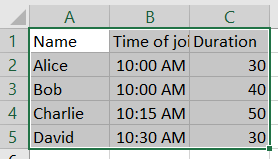 A B C
1 Name Time of joi Duration
2 Alice 10:00 AM 30
3 Bob 10:00 AM 40
4 Charlie 10:15 AM 50
5 David 10:30 AM 30